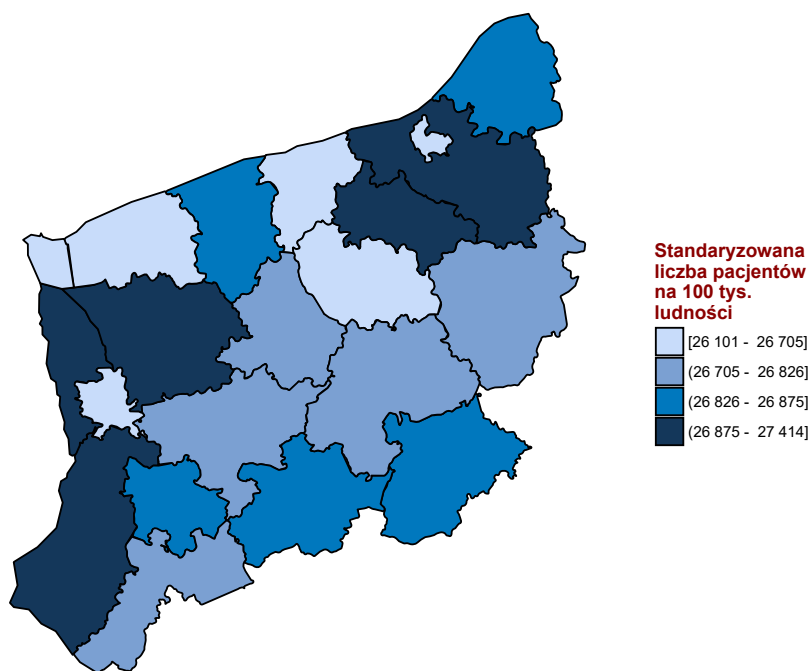 Standaryzowana
liczba pacjentów
na 100 tys.
ludności
[26 101 - 26 705]
(26 705 - 26 826]
(26 826 - 26 875]
(26 875 - 27 414]